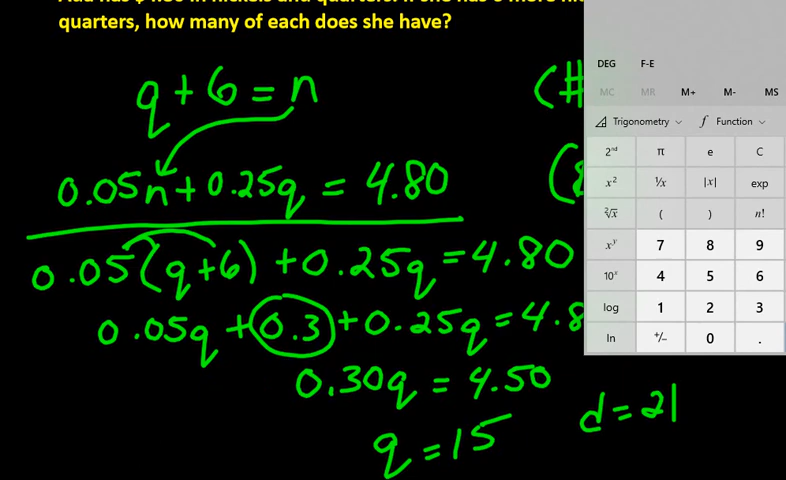 quarters, how many of each does she have?
q + 6 = n
(#
0.05n + 0.25q = 4.80
0.05(q+6) + 0.25q = 4.80
0.05q + 0.3 + 0.25q = 4.8
0.30q = 4.50
q = 15
d = 21
DEG F-E
MC MR M+ M- MS
Trigonometry f Function
2ⁿᵈ π e C
x² ¹/x |x| exp
²√x ( ) n!
xʸ 7 8 9
10ˣ 4 5 6
log 1 2 3
ln +/- 0 .